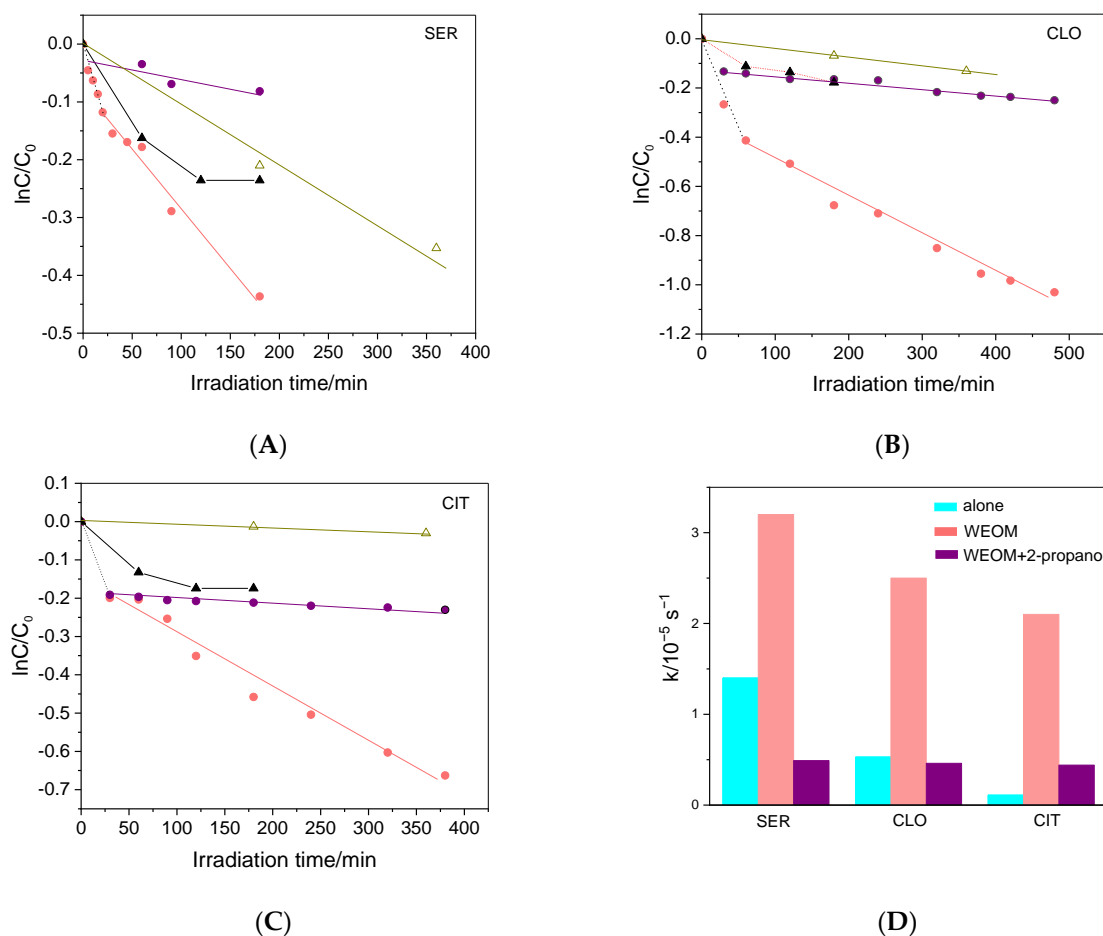 SER
0.0
-0.1
-0.2
-0.3
-0.4
-0.5
lnC/C₀
0 50 100 150 200 250 300 350 400
Irradiation time/min
(A)
CLO
0.0
-0.2
-0.4
-0.6
-0.8
-1.0
-1.2
lnC/C₀
0 100 200 300 400 500
Irradiation time/min
(B)
CIT
0.1
0.0
-0.1
-0.2
-0.3
-0.4
-0.5
-0.6
-0.7
lnC/C₀
0 50 100 150 200 250 300 350 400
Irradiation time/min
(C)
alone
WEOM
WEOM+2-propano
3
2
1
0
k/10⁻⁵ s⁻¹
SER CLO CIT
(D)